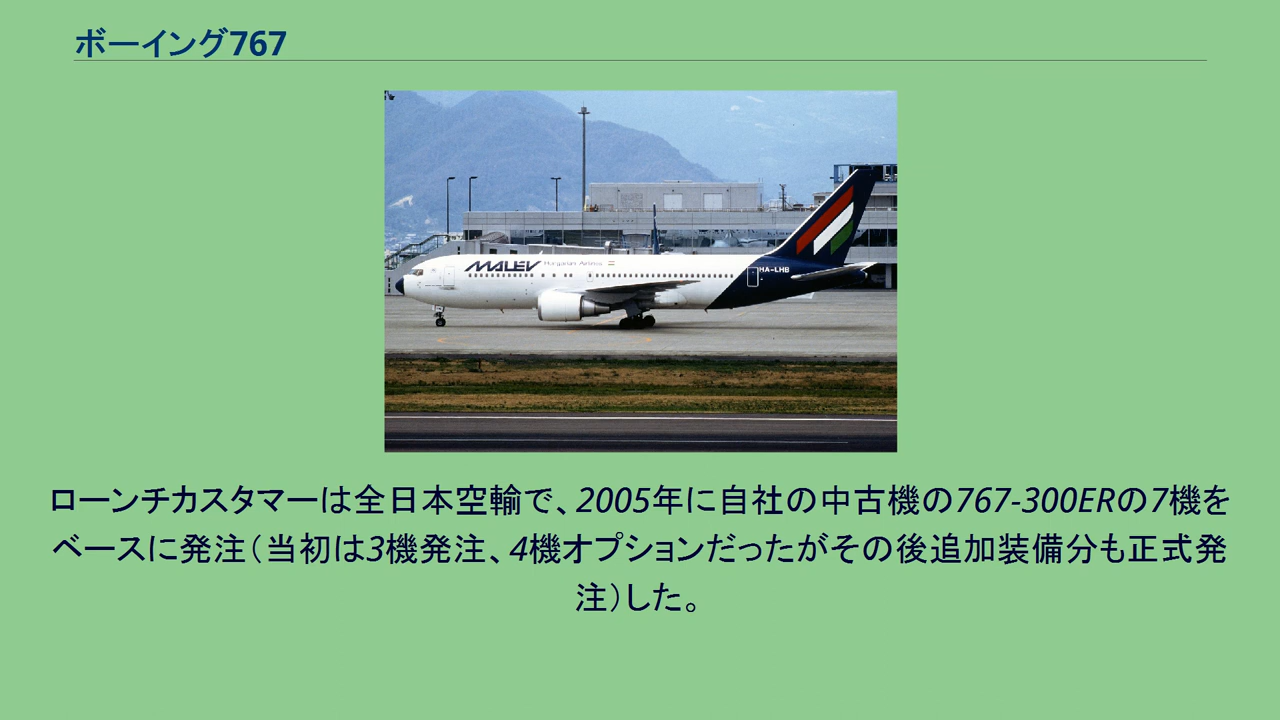 ボーイング767
MALEV Hungarian Airlines
HA-LHB
ローンチカスタマーは全日本空輸で、2005年に自社の中古機の767-300ERの7機を
ベースに発注（当初は3機発注、4機オプションだったがその後追加装備分も正式発
注）した。